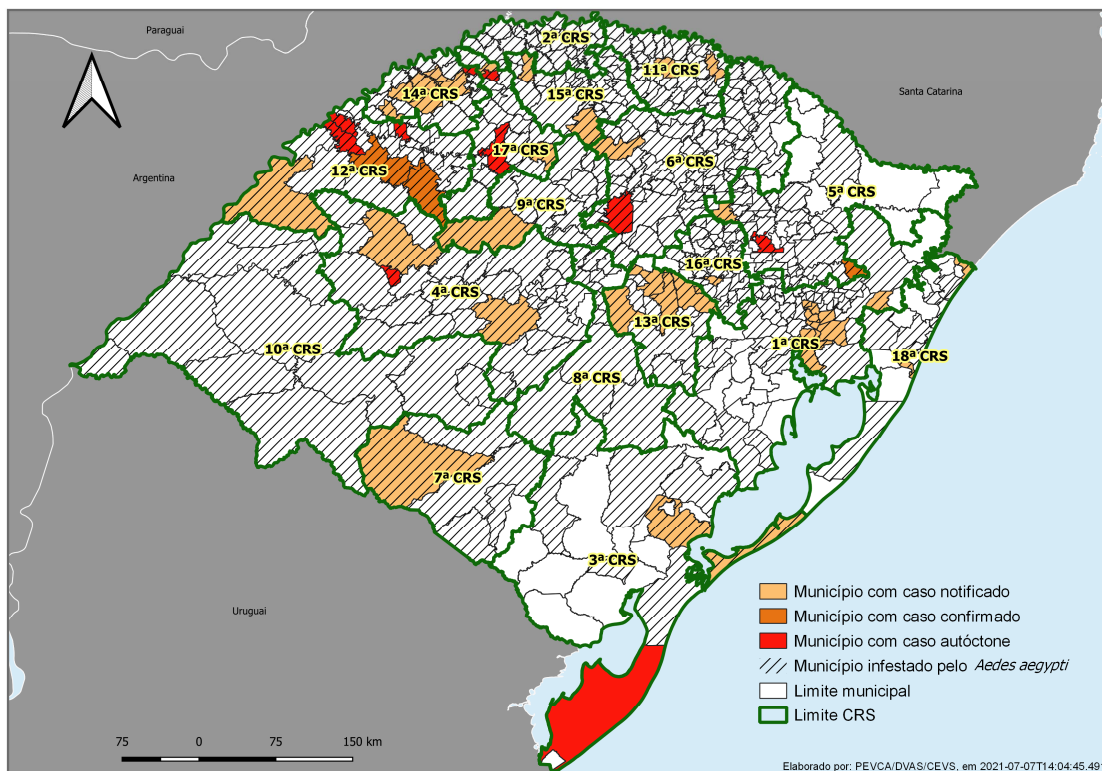 Paraguai
2ª CRS
11ª CRS
14ª CRS
15ª CRS
Santa Catarina
17ª CRS
6ª CRS
12ª CRS
Argentina
5ª CRS
9ª CRS
16ª CRS
4ª CRS
13ª CRS
10ª CRS
1ª CRS
18ª CRS
8ª CRS
7ª CRS
3ª CRS
Uruguai
Município com caso notificado
Município com caso confirmado
Município com caso autóctone
Município infestado pelo Aedes aegypti
Limite municipal
Limite CRS
75 0 75 150 km
Elaborado por: PEVCA/DVAS/CEVS, em 2021-07-07T14:04:45.491